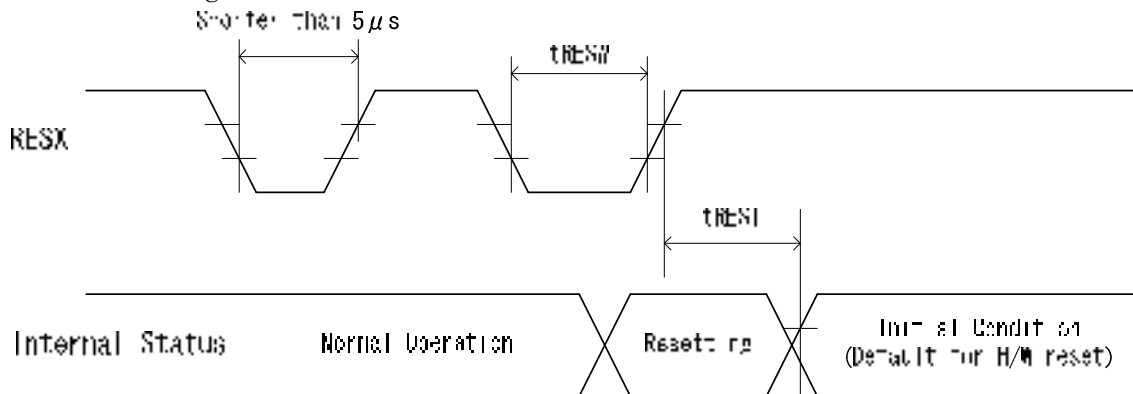 Shorter than 5μs
tRESW
RESX
tREST
Internal Status
Normal Operation
Resetting
Initial Condition
(Default for H/W reset)